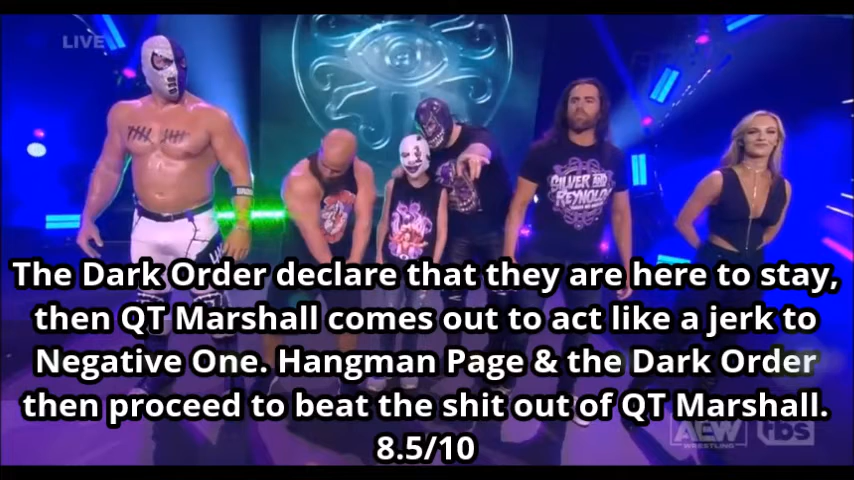 LIVE
SILVER AND
REYNOLDS
The Dark Order declare that they are here to stay,
then QT Marshall comes out to act like a jerk to
Negative One. Hangman Page & the Dark Order
then proceed to beat the shit out of QT Marshall.
8.5/10
AEW tbs
WRESTLING